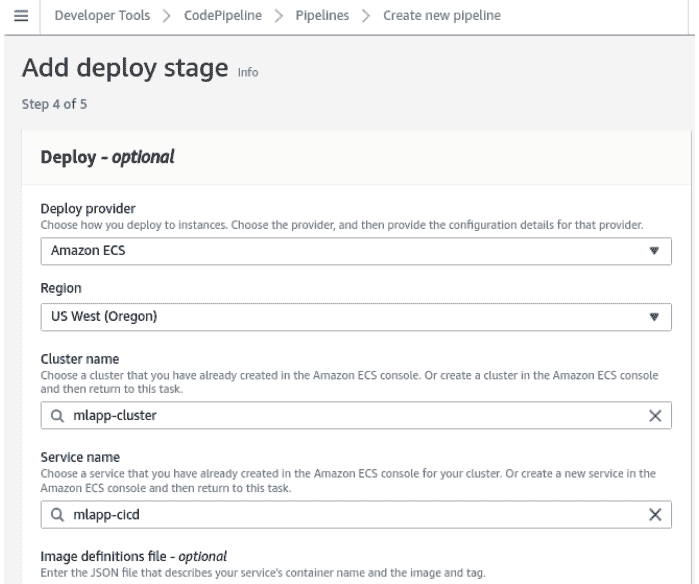 Developer Tools > CodePipeline > Pipelines > Create new pipeline
Add deploy stage Info
Step 4 of 5
Deploy - optional
Deploy provider
Choose how you deploy to instances. Choose the provider, and then provide the configuration details for that provider.
Amazon ECS
Region
US West (Oregon)
Cluster name
Choose a cluster that you have already created in the Amazon ECS console. Or create a cluster in the Amazon ECS console
and then return to this task.
mlapp-cluster
Service name
Choose a service that you have already created in the Amazon ECS console for your cluster. Or create a new service in the
Amazon ECS console and then return to this task.
mlapp-cicd
Image definitions file - optional
Enter the JSON file that describes your service's container name and the image and tag.